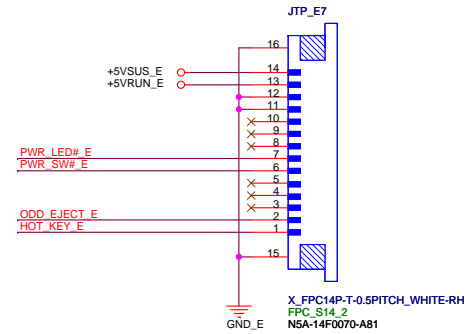 JTP_E7
16
+5VSUS_E 14
+5VRUN_E 13
12
11
10
9
8
PWR_LED#_E 7
PWR_SW#_E 6
5
4
3
ODD_EJECT_E 2
HOT_KEY_E 1
15
X_FPC14P-T-0.5PITCH_WHITE-RH
FPC_S14_2
GND_E N5A-14F0070-A81